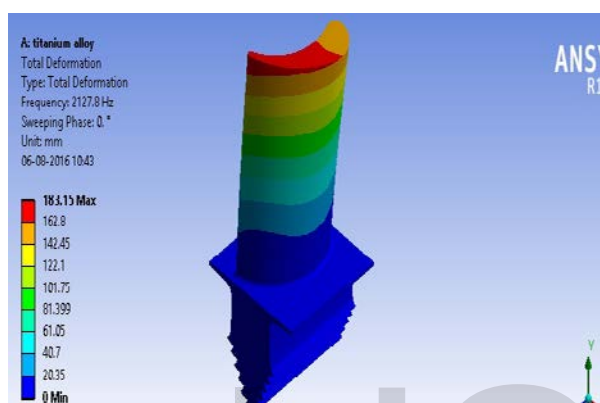 A: titanium alloy
Total Deformation
Type: Total Deformation
Frequency: 2127.8 Hz
Sweeping Phase: 0. °
Unit: mm
06-08-2016 10:43
183.15 Max
162.8
142.45
122.1
101.75
81.399
61.05
40.7
20.35
0 Min
ANSY
R1
Y